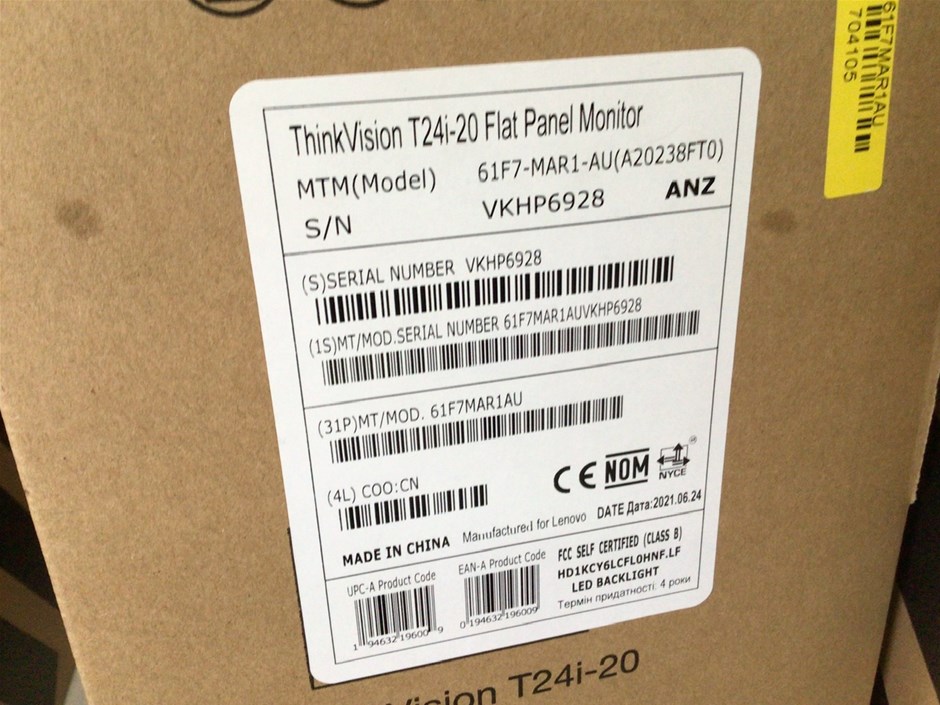 61F7MAR1AU
704105
ThinkVision T24i-20 Flat Panel Monitor
MTM(Model) 61F7-MAR1-AU(A20238FT0)
S/N VKHP6928 ANZ
(S)SERIAL NUMBER VKHP6928
(1S)MT/MOD.SERIAL NUMBER 61F7MAR1AUVKHP6928
(31P)MT/MOD. 61F7MAR1AU
(4L) COO:CN
CE NOM NYCE
MADE IN CHINA Manufactured for Lenovo DATE Дата:2021.06.24
UPC-A Product Code EAN-A Product Code FCC SELF CERTIFIED (CLASS B)
HD1KCY6LCFL0HNF.LF
LED BACKLIGHT
Термін придатності: 4 роки
1 94632 19600 9 0 194632 196009
Vision T24i-20